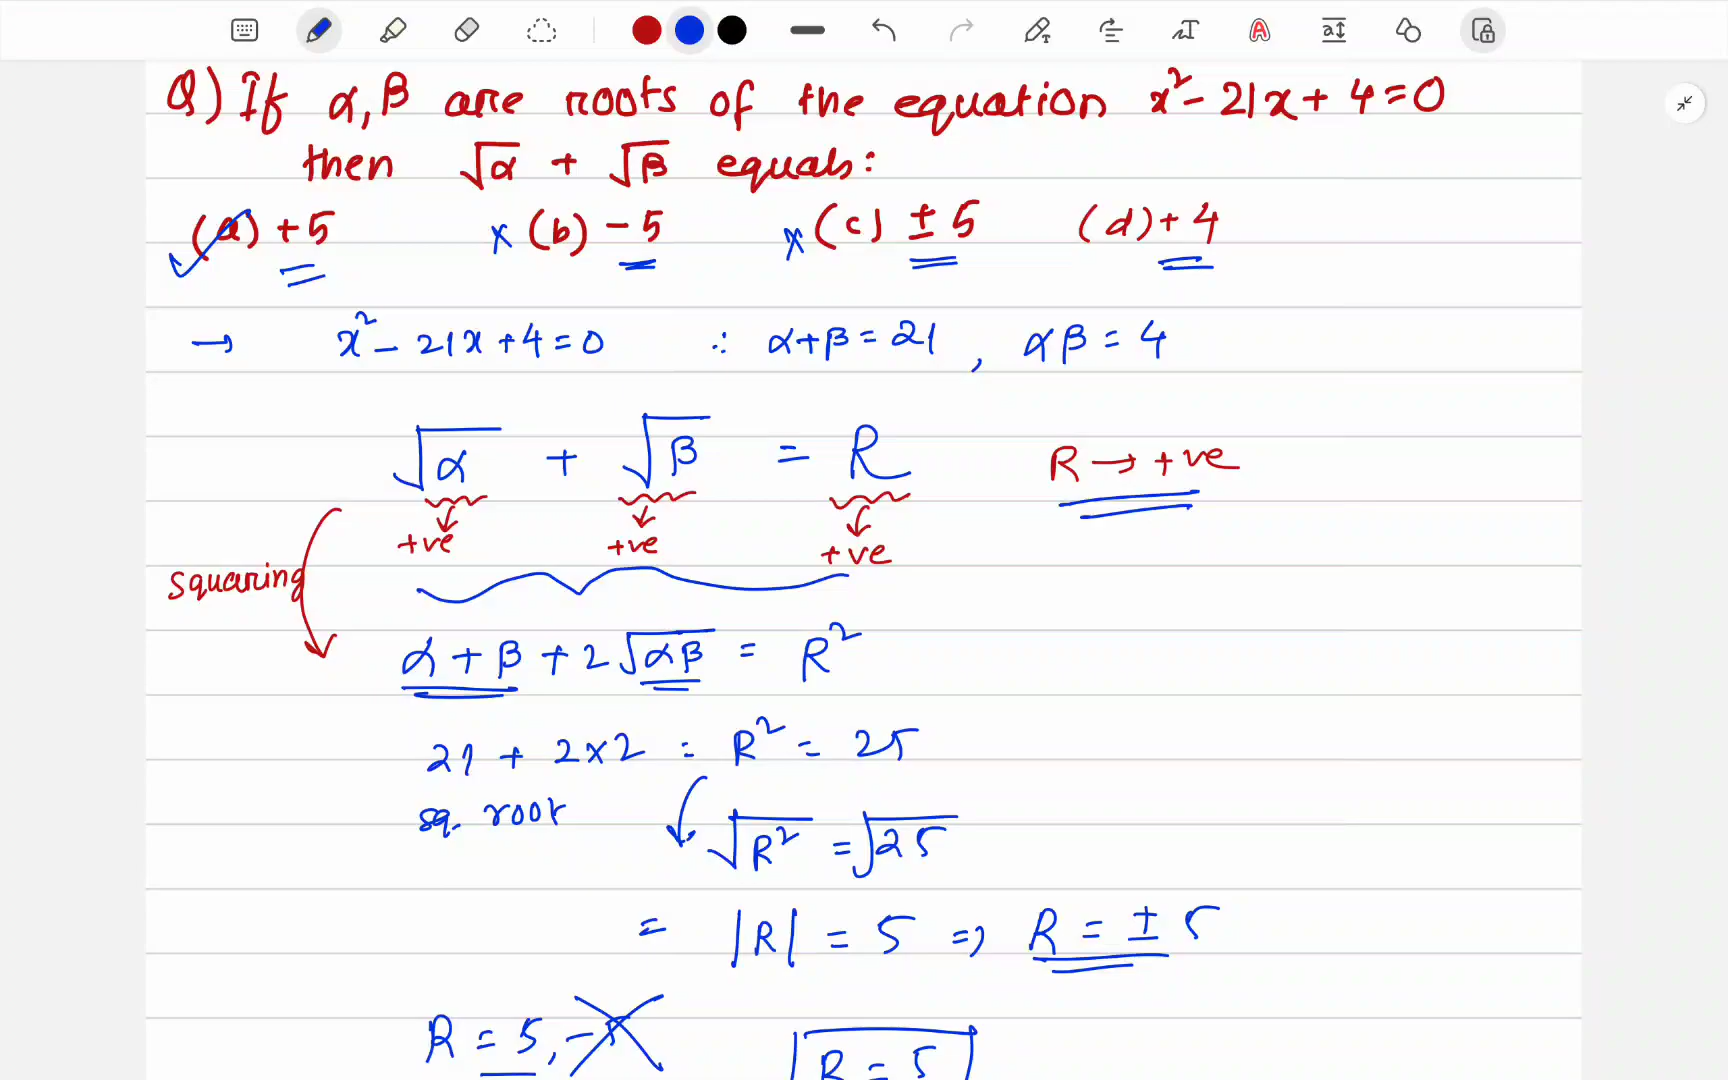 Q) If α, β are roots of the equation x² - 21x + 4 = 0
then √α + √β equals:
(a) +5 × (b) - 5 × (c) ± 5 (d) + 4
→ x² - 21x + 4 = 0 ∴ α+β = 21 , αβ = 4
√α + √β = R R → +ve
+ve +ve +ve
squaring
α + β + 2√αβ = R²
21 + 2×2 = R² = 25
sq. root √R² = √25
= |R| = 5 => R = ± 5
R = 5, -5 R = 5